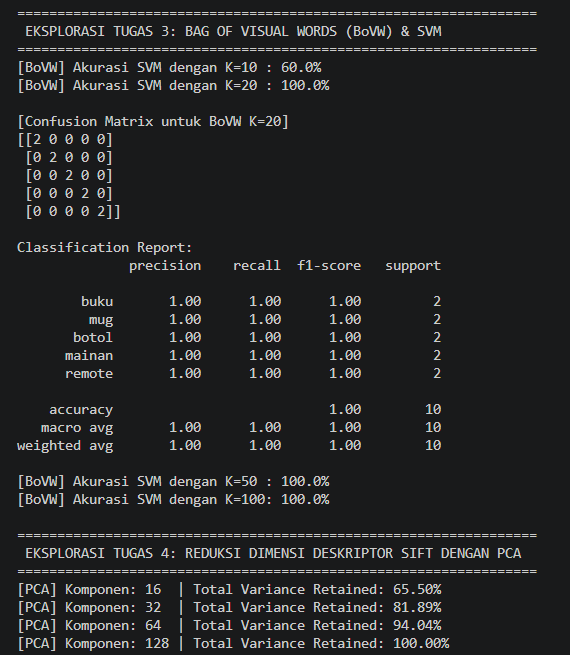 ================================================================
EKSPLORASI TUGAS 3: BAG OF VISUAL WORDS (BoVW) & SVM
================================================================
[BoVW] Akurasi SVM dengan K=10 : 60.0%
[BoVW] Akurasi SVM dengan K=20 : 100.0%

[Confusion Matrix untuk BoVW K=20]
[[2 0 0 0 0]
 [0 2 0 0 0]
 [0 0 2 0 0]
 [0 0 0 2 0]
 [0 0 0 0 2]]

Classification Report:
              precision    recall  f1-score   support

        buku       1.00      1.00      1.00         2
         mug       1.00      1.00      1.00         2
       botol       1.00      1.00      1.00         2
      mainan       1.00      1.00      1.00         2
      remote       1.00      1.00      1.00         2

    accuracy                           1.00        10
   macro avg       1.00      1.00      1.00        10
weighted avg       1.00      1.00      1.00        10

[BoVW] Akurasi SVM dengan K=50 : 100.0%
[BoVW] Akurasi SVM dengan K=100: 100.0%

================================================================
EKSPLORASI TUGAS 4: REDUKSI DIMENSI DESKRIPTOR SIFT DENGAN PCA
================================================================
[PCA] Komponen: 16  | Total Variance Retained: 65.50%
[PCA] Komponen: 32  | Total Variance Retained: 81.89%
[PCA] Komponen: 64  | Total Variance Retained: 94.04%
[PCA] Komponen: 128 | Total Variance Retained: 100.00%